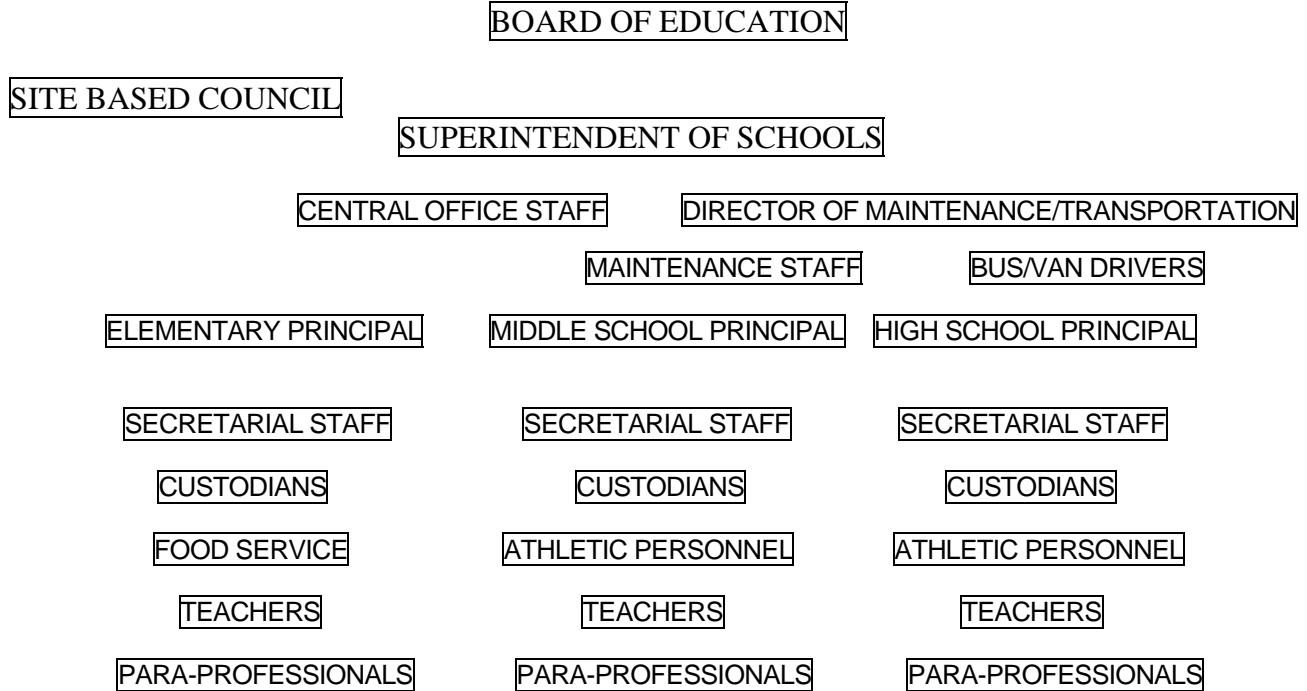 BOARD OF EDUCATION
SITE BASED COUNCIL
SUPERINTENDENT OF SCHOOLS
CENTRAL OFFICE STAFF DIRECTOR OF MAINTENANCE/TRANSPORTATION
MAINTENANCE STAFF BUS/VAN DRIVERS
ELEMENTARY PRINCIPAL MIDDLE SCHOOL PRINCIPAL HIGH SCHOOL PRINCIPAL
SECRETARIAL STAFF SECRETARIAL STAFF SECRETARIAL STAFF
CUSTODIANS CUSTODIANS CUSTODIANS
FOOD SERVICE ATHLETIC PERSONNEL ATHLETIC PERSONNEL
TEACHERS TEACHERS TEACHERS
PARA-PROFESSIONALS PARA-PROFESSIONALS PARA-PROFESSIONALS